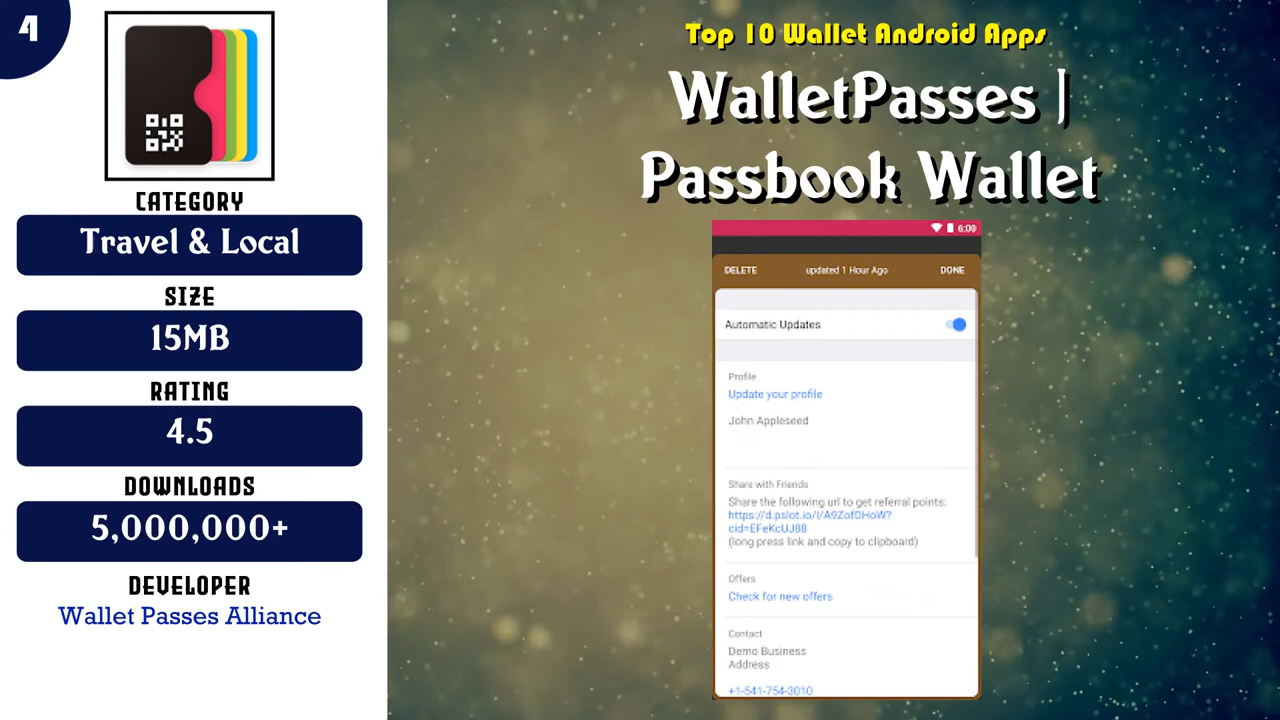 4
CATEGORY
Travel & Local
SIZE
15MB
RATING
4.5
DOWNLOADS
5,000,000+
DEVELOPER
Wallet Passes Alliance
Top 10 Wallet Android Apps
WalletPasses |
Passbook Wallet
6:00
DELETE updated 1 Hour Ago DONE
Automatic Updates
Profile
Update your profile
John Appleseed
Share with Friends
Share the following url to get referral points:
https://d.pslot.io/l/A9ZofDHoW?
cid=EFeKcUJ88
(long press link and copy to clipboard)
Offers
Check for new offers
Contact
Demo Business
Address
+1-541-754-3010